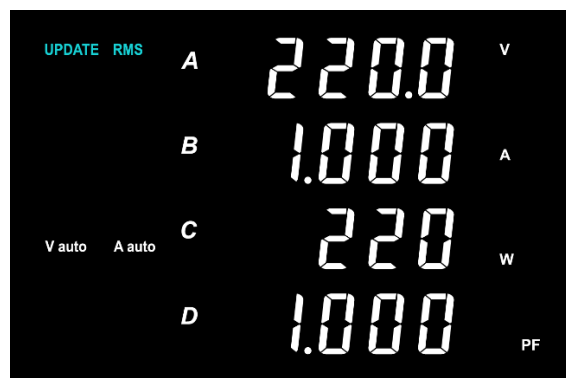 UPDATE RMS A 220.0 V
B 1.000 A
V auto A auto C 220 W
D 1.000 PF